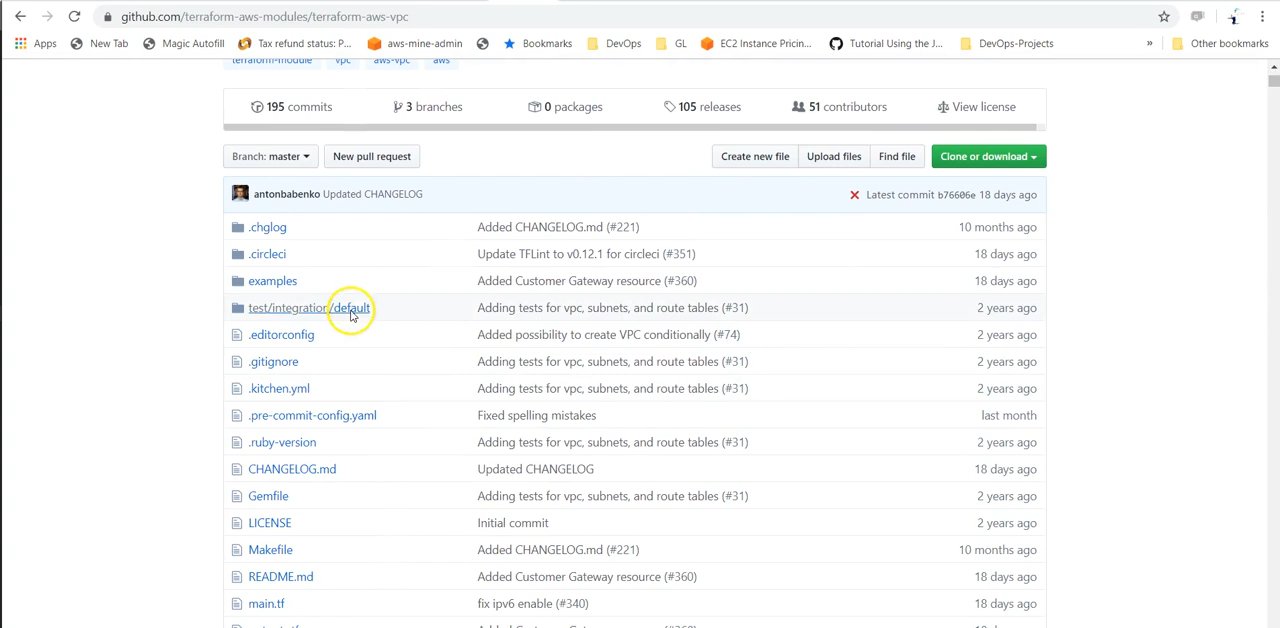 github.com/terraform-aws-modules/terraform-aws-vpc
Apps New Tab Magic Autofill Tax refund status: P... aws-mine-admin Bookmarks DevOps GL EC2 Instance Pricin... Tutorial Using the J... DevOps-Projects » Other bookmarks
terraform-module vpc aws-vpc aws
195 commits 3 branches 0 packages 105 releases 51 contributors View license
Branch: master New pull request Create new file Upload files Find file Clone or download
antonbabenko Updated CHANGELOG Latest commit b76606e 18 days ago
.chglog Added CHANGELOG.md (#221) 10 months ago
.circleci Update TFLint to v0.12.1 for circleci (#351) 18 days ago
examples Added Customer Gateway resource (#360) 18 days ago
test/integration/default Adding tests for vpc, subnets, and route tables (#31) 2 years ago
.editorconfig Added possibility to create VPC conditionally (#74) 2 years ago
.gitignore Adding tests for vpc, subnets, and route tables (#31) 2 years ago
.kitchen.yml Adding tests for vpc, subnets, and route tables (#31) 2 years ago
.pre-commit-config.yaml Fixed spelling mistakes last month
.ruby-version Adding tests for vpc, subnets, and route tables (#31) 2 years ago
CHANGELOG.md Updated CHANGELOG 18 days ago
Gemfile Adding tests for vpc, subnets, and route tables (#31) 2 years ago
LICENSE Initial commit 2 years ago
Makefile Added CHANGELOG.md (#221) 10 months ago
README.md Added Customer Gateway resource (#360) 18 days ago
main.tf fix ipv6 enable (#340) 18 days ago